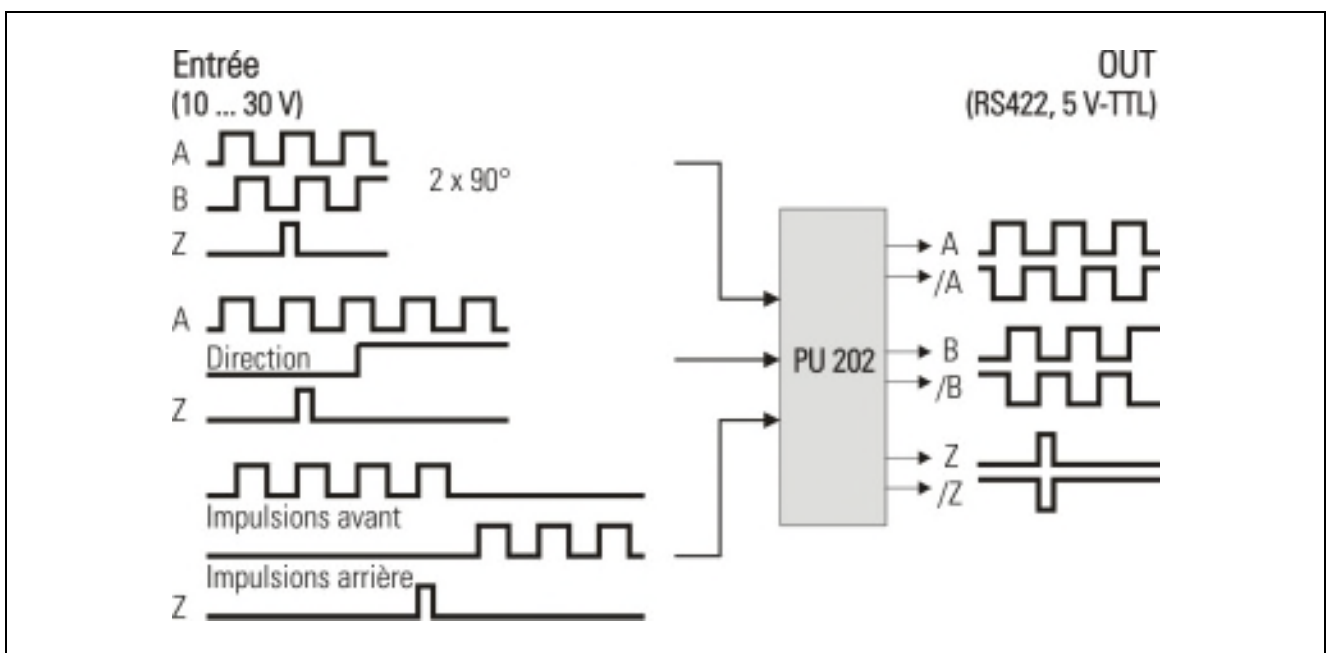 Entrée
(10 ... 30 V)
A
B
2 x 90°
Z
A
Direction
Z
Impulsions avant
Impulsions arrière
Z
PU 202
OUT
(RS422, 5 V-TTL)
A
/A
B
/B
Z
/Z